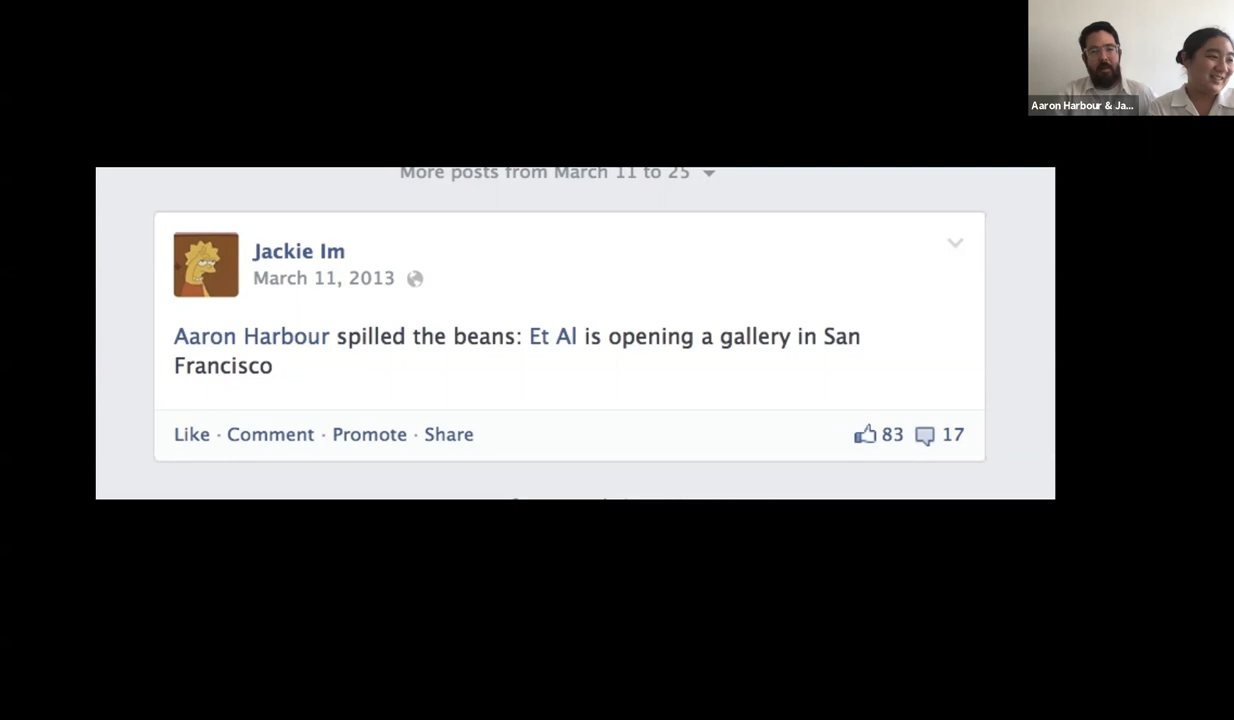 Aaron Harbour & Ja...
More posts from March 11 to 25
Jackie Im
March 11, 2013
Aaron Harbour spilled the beans: Et Al is opening a gallery in San
Francisco
Like · Comment · Promote · Share
83 17